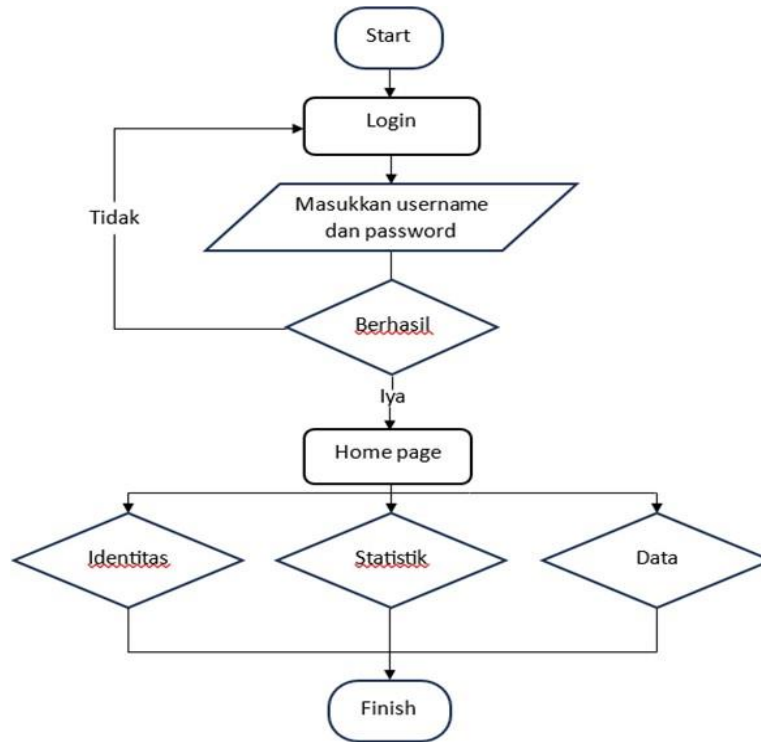 Start
Login
Tidak
Masukkan username
dan password
Berhasil
Iya
Home page
Identitas
Statistik
Data
Finish